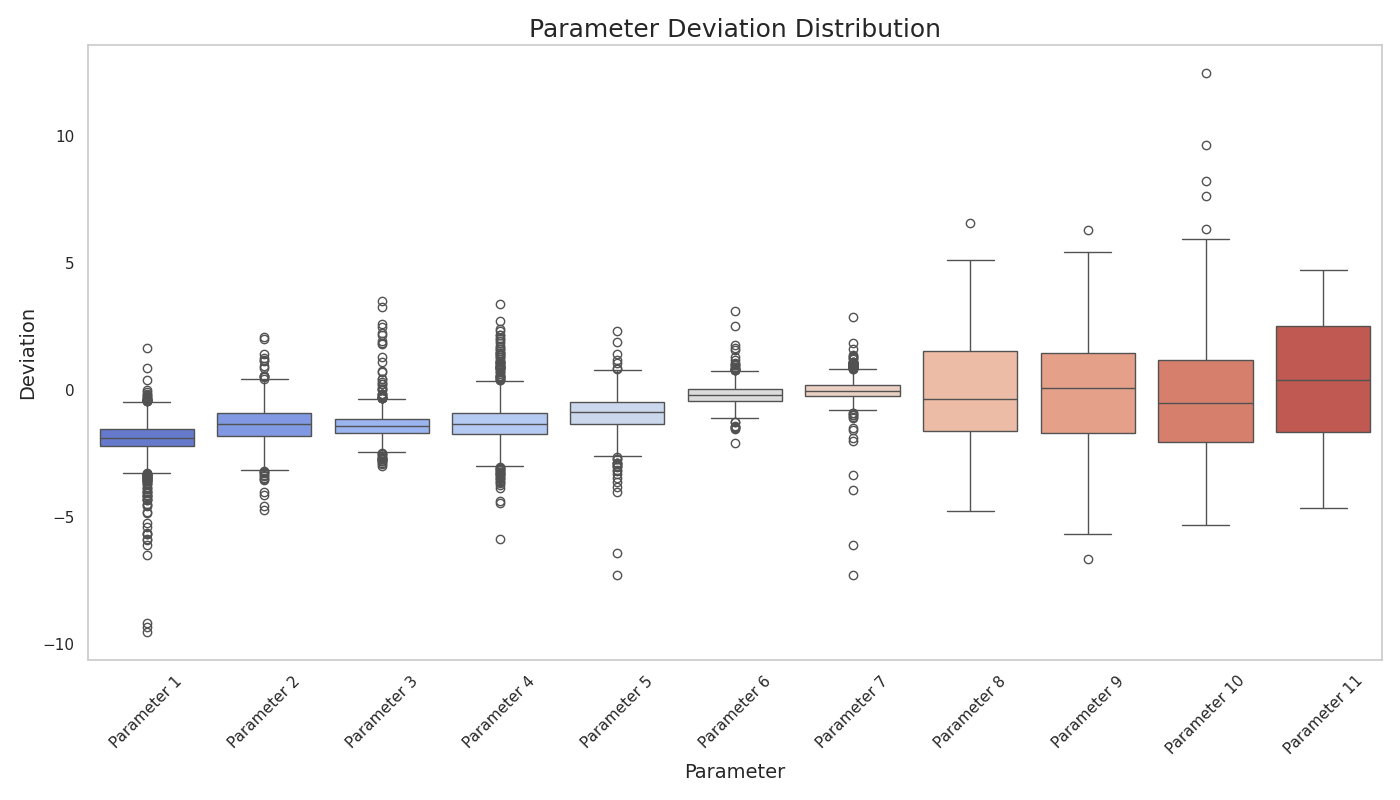 Parameter Deviation Distribution
Deviation
10
5
0
−5
−10
Parameter 1
Parameter 2
Parameter 3
Parameter 4
Parameter 5
Parameter 6
Parameter 7
Parameter 8
Parameter 9
Parameter 10
Parameter 11
Parameter